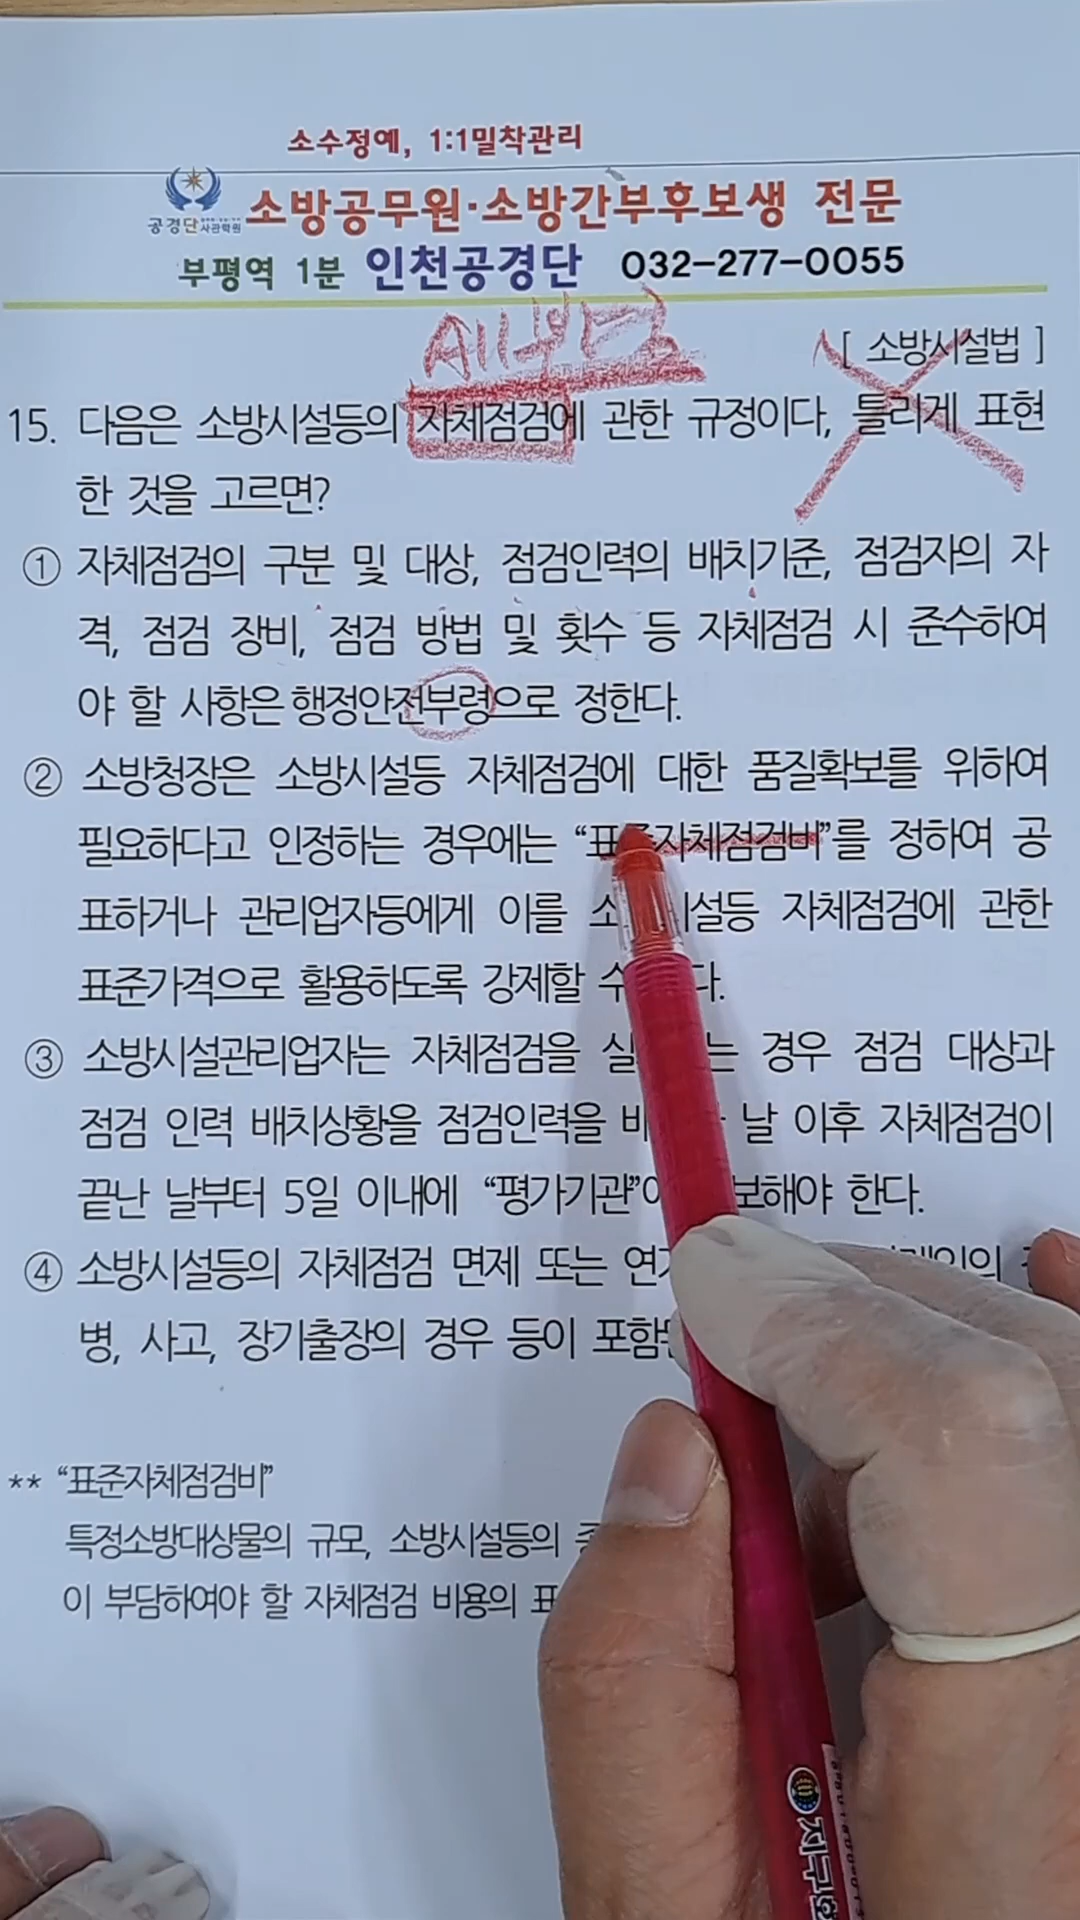 소수정예, 1:1밀착관리
공경단 사관학원 소방공무원·소방간부후보생 전문
부평역 1분 인천공경단 032-277-0055
All부다
[ 소방시설법 ]
15. 다음은 소방시설등의 자체점검에 관한 규정이다, 틀리게 표현
한 것을 고르면?
① 자체점검의 구분 및 대상, 점검인력의 배치기준, 점검자의 자
격, 점검 장비, 점검 방법 및 횟수 등 자체점검 시 준수하여
야 할 사항은 행정안전부령으로 정한다.
② 소방청장은 소방시설등 자체점검에 대한 품질확보를 위하여
필요하다고 인정하는 경우에는 “표준자체점검비”를 정하여 공
표하거나 관리업자등에게 이를 설등 자체점검에 관한
표준가격으로 활용하도록 강제할 수 다.
③ 소방시설관리업자는 자체점검을 실 는 경우 점검 대상과
점검 인력 배치상황을 점검인력을 날 이후 자체점검이
끝난 날부터 5일 이내에 “평가기관” 보해야 한다.
④ 소방시설등의 자체점검 면제 또는
병, 사고, 장기출장의 경우 등이 포함
** “표준자체점검비”
특정소방대상물의 규모, 소방시설등의
이 부담하여야 할 자체점검 비용의 표
지구